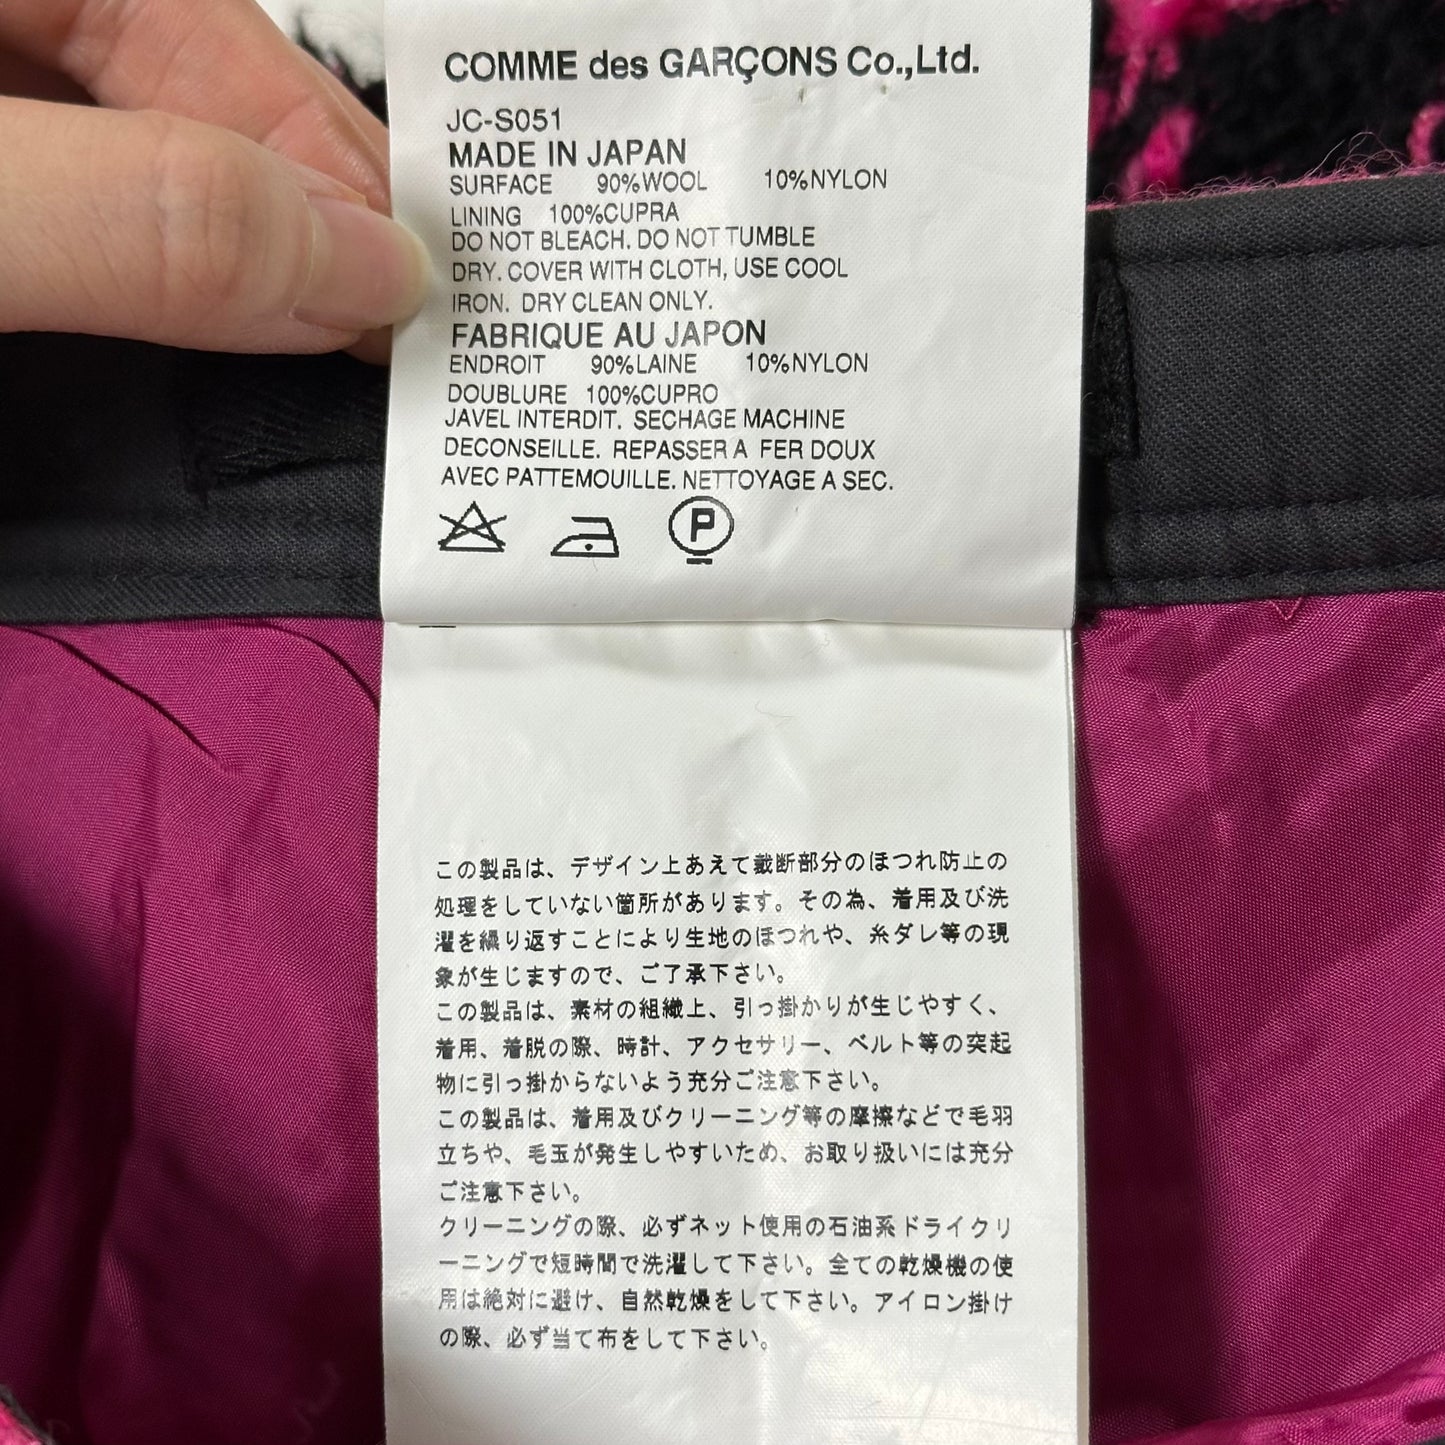 COMME des GARÇONS Co.,Ltd.
JC-S051
MADE IN JAPAN
SURFACE 90%WOOL 10%NYLON
LINING 100%CUPRA
DO NOT BLEACH. DO NOT TUMBLE
DRY. COVER WITH CLOTH, USE COOL
IRON. DRY CLEAN ONLY.
FABRIQUE AU JAPON
ENDROIT 90%LAINE 10%NYLON
DOUBLURE 100%CUPRO
JAVEL INTERDIT. SECHAGE MACHINE
DECONSEILLE. REPASSER A FER DOUX
AVEC PATTEMOUILLE. NETTOYAGE A SEC.
P
この製品は、デザイン上あえて裁断部分のほつれ防止の
処理をしていない箇所があります。その為、着用及び洗
濯を繰り返すことにより生地のほつれや、糸ダレ等の現
象が生じますので、ご了承下さい。
この製品は、素材の組織上、引っ掛かりが生じやすく、
着用、着脱の際、時計、アクセサリー、ベルト等の突起
物に引っ掛からないよう充分ご注意下さい。
この製品は、着用及びクリーニング等の摩擦などで毛羽
立ちや、毛玉が発生しやすいため、お取り扱いには充分
ご注意下さい。
クリーニングの際、必ずネット使用の石油系ドライクリ
ーニングで短時間で洗濯して下さい。全ての乾燥機の使
用は絶対に避け、自然乾燥をして下さい。アイロン掛け
の際、必ず当て布をして下さい。